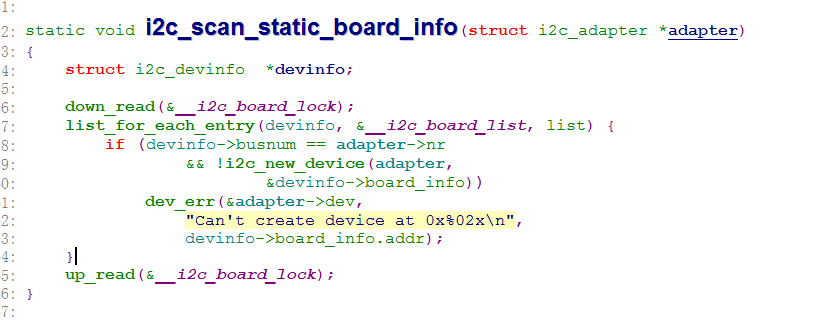 1:
2: static void i2c_scan_static_board_info(struct i2c_adapter *adapter)
3: {
4:     struct i2c_devinfo  *devinfo;
5:
6:     down_read(&__i2c_board_lock);
7:     list_for_each_entry(devinfo, &__i2c_board_list, list) {
8:         if (devinfo->busnum == adapter->nr
9:                 && !i2c_new_device(adapter,
0:                         &devinfo->board_info))
1:             dev_err(&adapter->dev,
2:                 "Can't create device at 0x%02x\n",
3:                 devinfo->board_info.addr);
4:     }
5:     up_read(&__i2c_board_lock);
6: }
7: